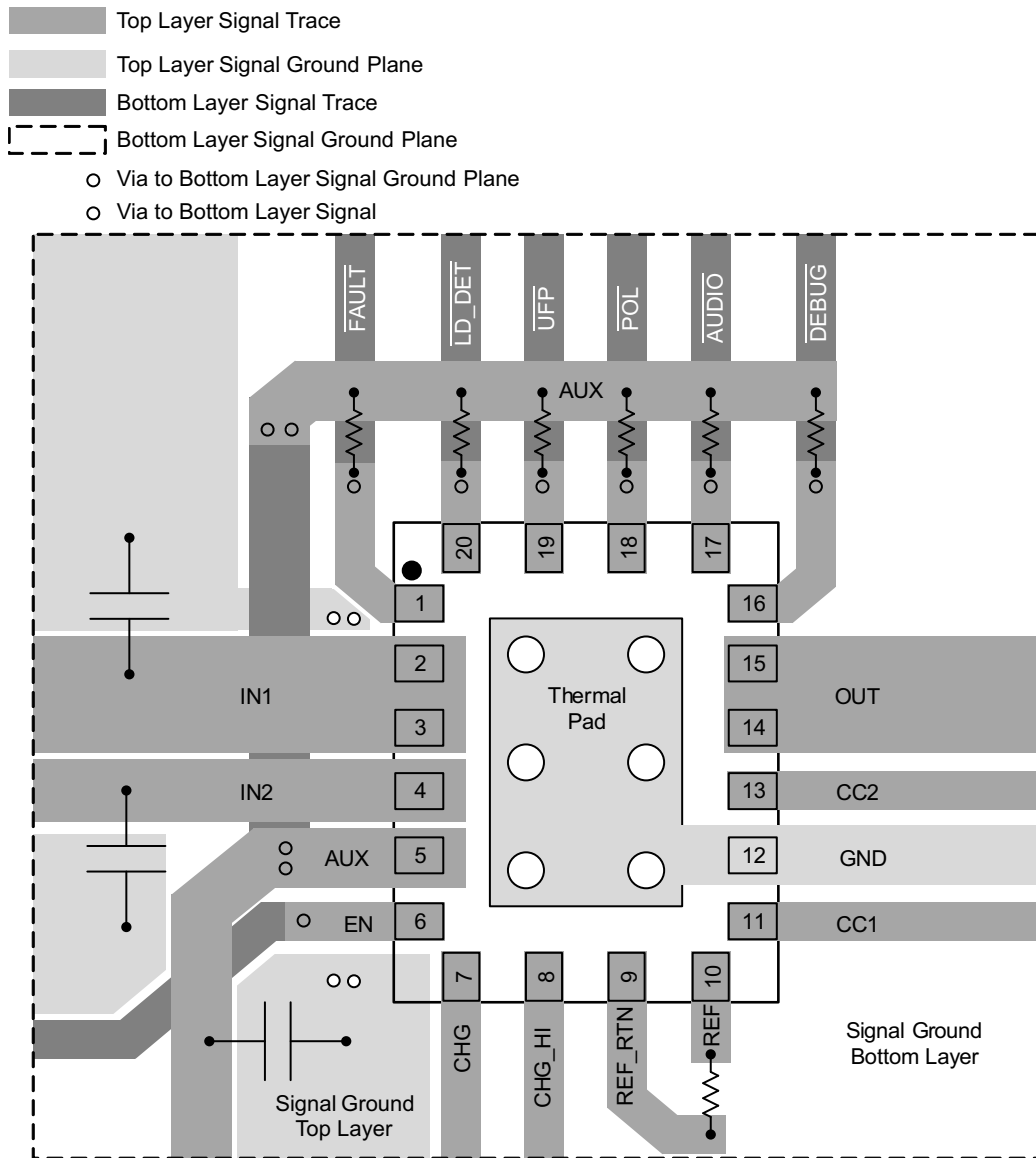 Top Layer Signal Trace
Top Layer Signal Ground Plane
Bottom Layer Signal Trace
Bottom Layer Signal Ground Plane
Via to Bottom Layer Signal Ground Plane
Via to Bottom Layer Signal
FAULT
LD_DET
UFP
POL
AUDIO
DEBUG
AUX
20
19
18
17
1
16
2
15
Thermal
Pad
IN1
OUT
3
14
IN2
4
13
CC2
AUX
5
12
GND
EN
6
11
CC1
7
8
9
10
CHG
CHG_HI
REF_RTN
REF
Signal Ground
Bottom Layer
Signal Ground
Top Layer